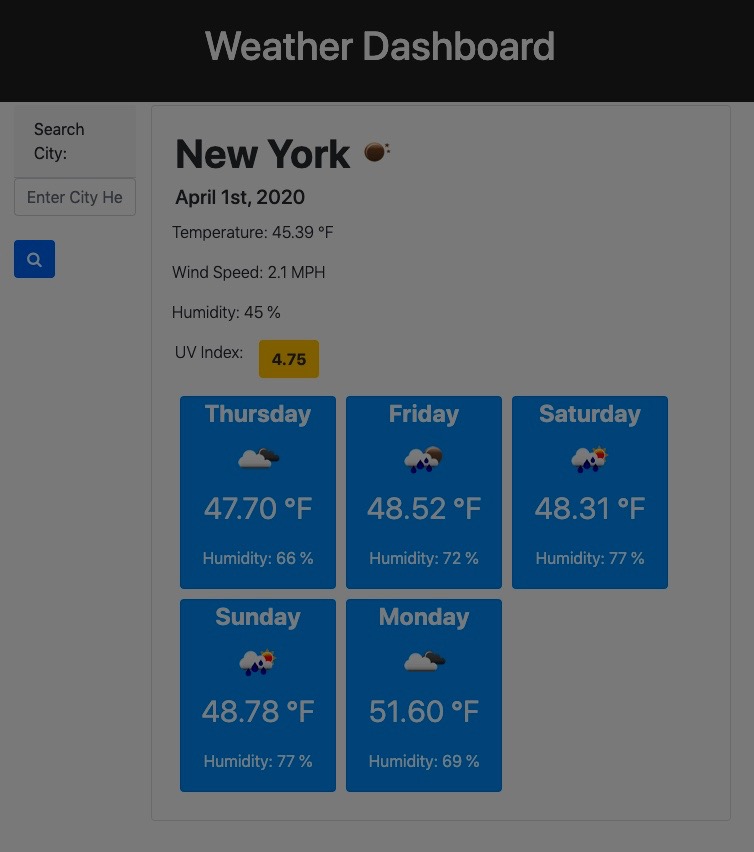 Weather Dashboard
Search
City:
Enter City He
New York
April 1st, 2020
Temperature: 45.39 °F
Wind Speed: 2.1 MPH
Humidity: 45 %
UV Index: 4.75
Thursday
47.70 °F
Humidity: 66 %
Friday
48.52 °F
Humidity: 72 %
Saturday
48.31 °F
Humidity: 77 %
Sunday
48.78 °F
Humidity: 77 %
Monday
51.60 °F
Humidity: 69 %